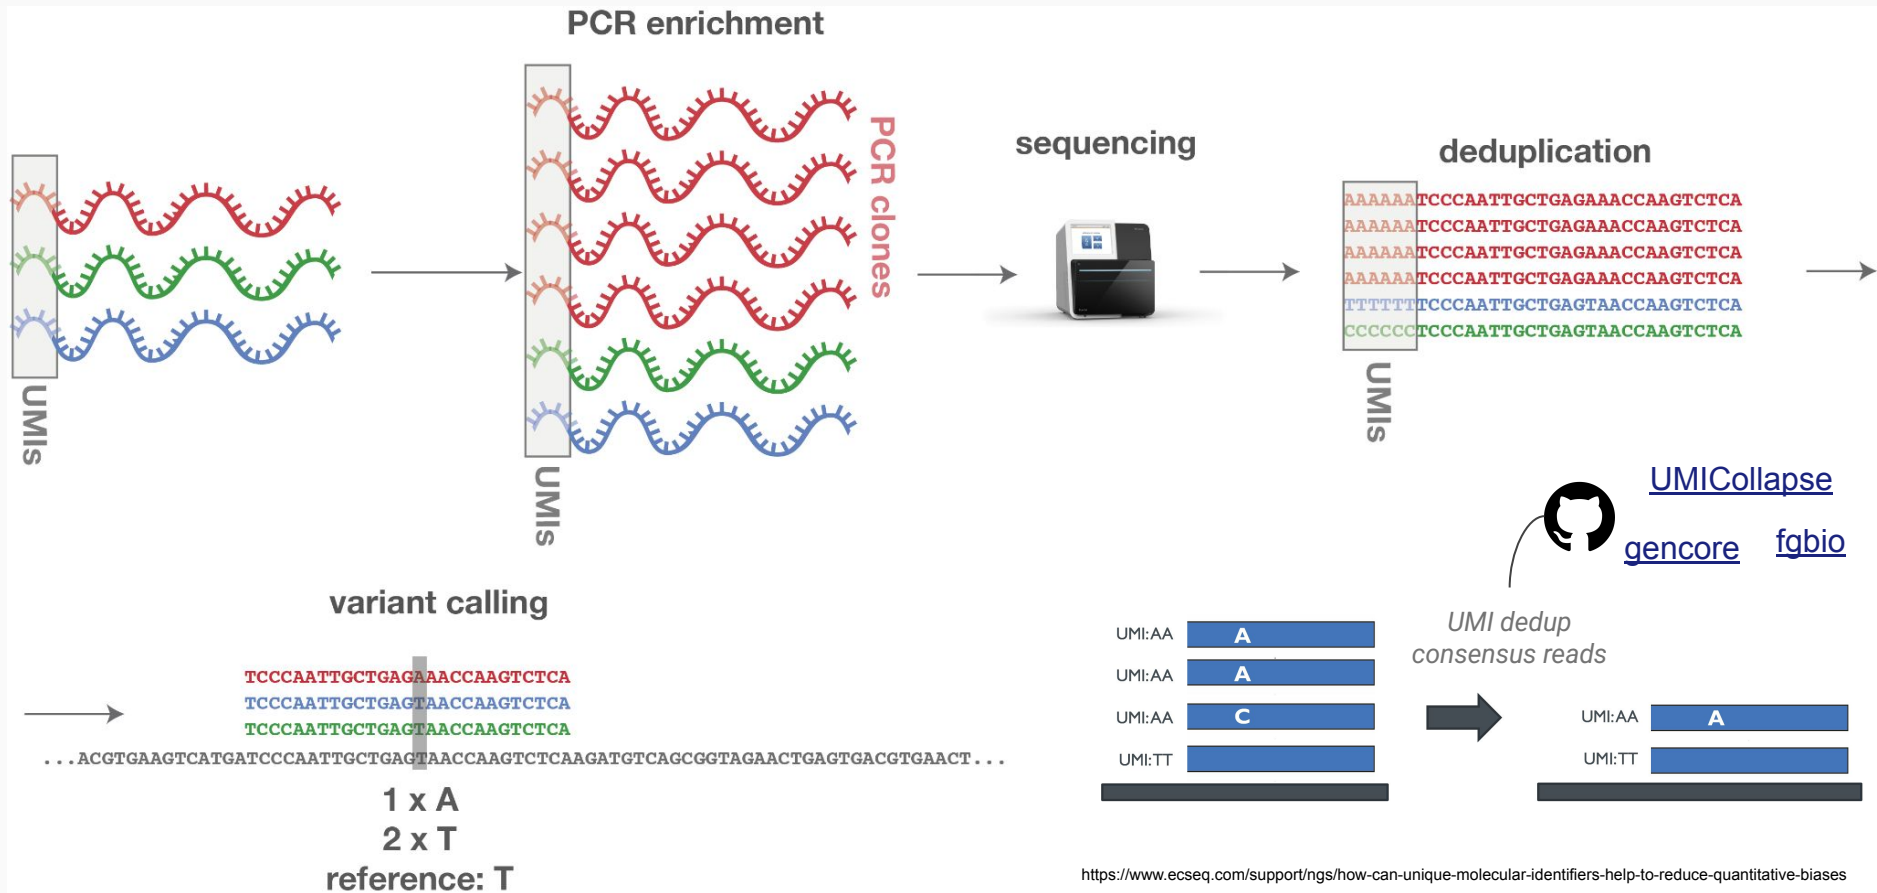 PCR enrichment
UMIs
UMIs
PCR clones
sequencing
deduplication
AAAAAATCCCAATTGCTGAGAAACCAAGTCTCA
AAAAAATCCCAATTGCTGAGAAACCAAGTCTCA
AAAAAATCCCAATTGCTGAGAAACCAAGTCTCA
AAAAAATCCCAATTGCTGAGAAACCAAGTCTCA
TTTTTTTCCCAATTGCTGAGTAACCAAGTCTCA
CCCCCCTCCCAATTGCTGAGTAACCAAGTCTCA
UMIs
UMICollapse
gencore
fgbio
variant calling
TCCCAATTGCTGAGAAACCAAGTCTCA
TCCCAATTGCTGAGTAACCAAGTCTCA
TCCCAATTGCTGAGTAACCAAGTCTCA
...ACGTGAAGTCATGATCCCAATTGCTGAGTAACCAAGTCTCAAGATGTCAGCGGTAGAACTGAGTGACGTGAACT...
1 x A
2 x T
reference: T
UMI:AA A
UMI:AA A
UMI:AA C
UMI:TT
UMI dedup
consensus reads
UMI:AA A
UMI:TT
https://www.ecseq.com/support/ngs/how-can-unique-molecular-identifiers-help-to-reduce-quantitative-biases